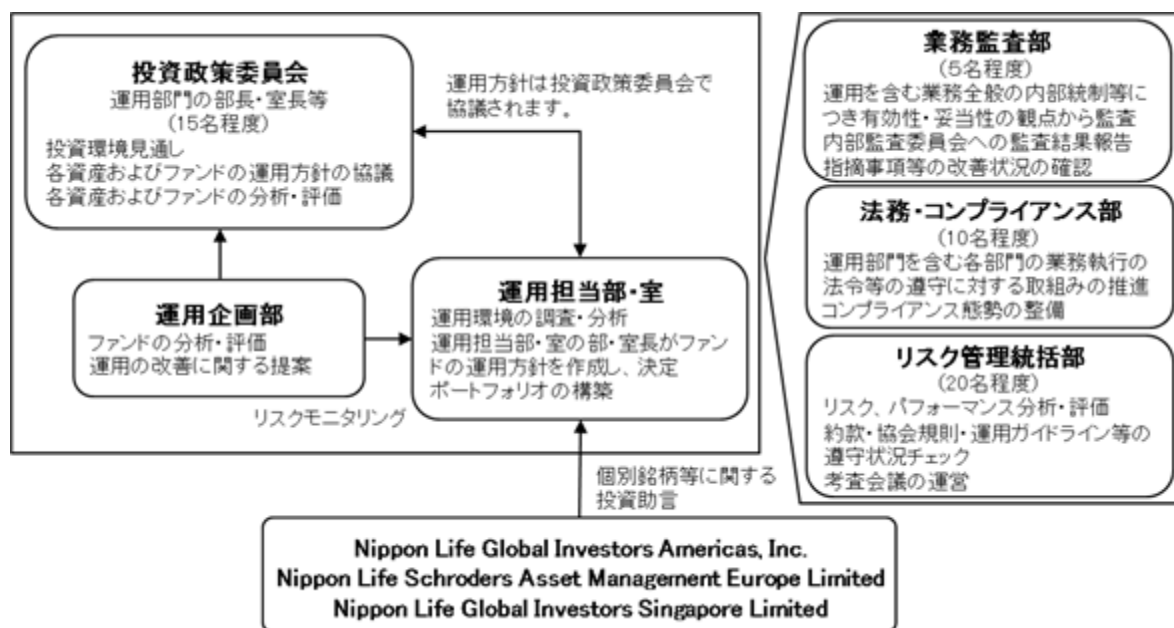 投資政策委員会
運用部門の部長・室長等
(15名程度)
投資環境見通し
各資産およびファンドの運用方針の協議
各資産およびファンドの分析・評価
運用方針は投資政策委員会で
協議されます。
運用企画部
ファンドの分析・評価
運用の改善に関する提案
リスクモニタリング
運用担当部・室
運用環境の調査・分析
運用担当部・室の部・室長がファン
ドの運用方針を作成し、決定
ポートフォリオの構築
個別銘柄等に関する
投資助言
Nippon Life Global Investors Americas, Inc.
Nippon Life Schroders Asset Management Europe Limited
Nippon Life Global Investors Singapore Limited
業務監査部
(5名程度)
運用を含む業務全般の内部統制等に
つき有効性・妥当性の観点から監査
内部監査委員会への監査結果報告
指摘事項等の改善状況の確認
法務・コンプライアンス部
(10名程度)
運用部門を含む各部門の業務執行の
法令等の遵守に対する取組みの推進
コンプライアンス態勢の整備
リスク管理統括部
(20名程度)
リスク、パフォーマンス分析・評価
約款・協会規則・運用ガイドライン等の
遵守状況チェック
考査会議の運営